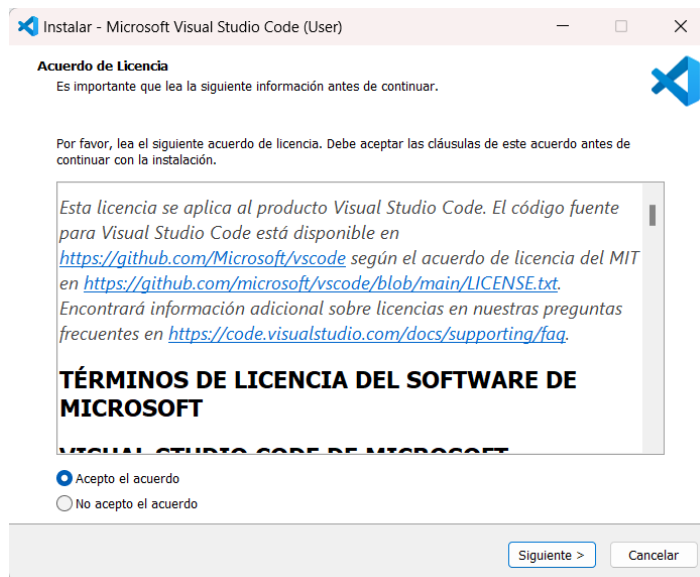 Instalar - Microsoft Visual Studio Code (User)
Acuerdo de Licencia
Es importante que lea la siguiente información antes de continuar.
Por favor, lea el siguiente acuerdo de licencia. Debe aceptar las cláusulas de este acuerdo antes de
continuar con la instalación.
Esta licencia se aplica al producto Visual Studio Code. El código fuente
para Visual Studio Code está disponible en
https://github.com/Microsoft/vscode según el acuerdo de licencia del MIT
en https://github.com/microsoft/vscode/blob/main/LICENSE.txt.
Encontrará información adicional sobre licencias en nuestras preguntas
frecuentes en https://code.visualstudio.com/docs/supporting/faq.
TÉRMINOS DE LICENCIA DEL SOFTWARE DE
MICROSOFT
VISUAL STUDIO CODE DE MICROSOFT
Acepto el acuerdo
No acepto el acuerdo
Siguiente >
Cancelar